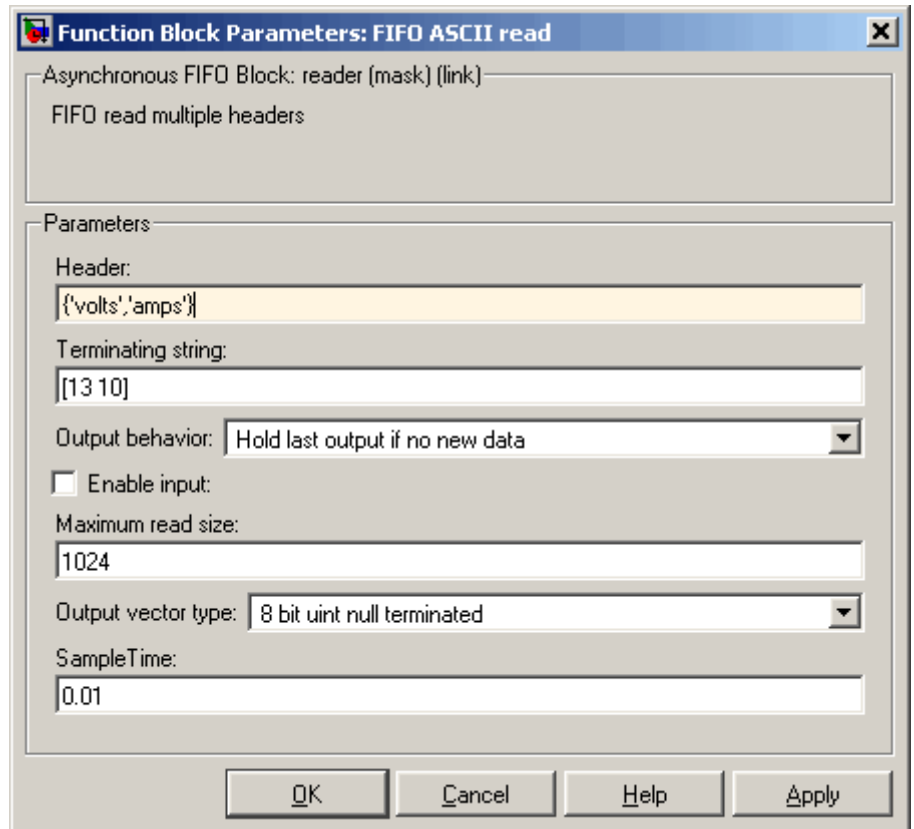 Function Block Parameters: FIFO ASCII read
Asynchronous FIFO Block: reader (mask) (link)
FIFO read multiple headers
Parameters
Header:
{'volts','amps'}
Terminating string:
[13 10]
Output behavior: Hold last output if no new data
Enable input:
Maximum read size:
1024
Output vector type: 8 bit uint null terminated
SampleTime:
0.01
OK Cancel Help Apply